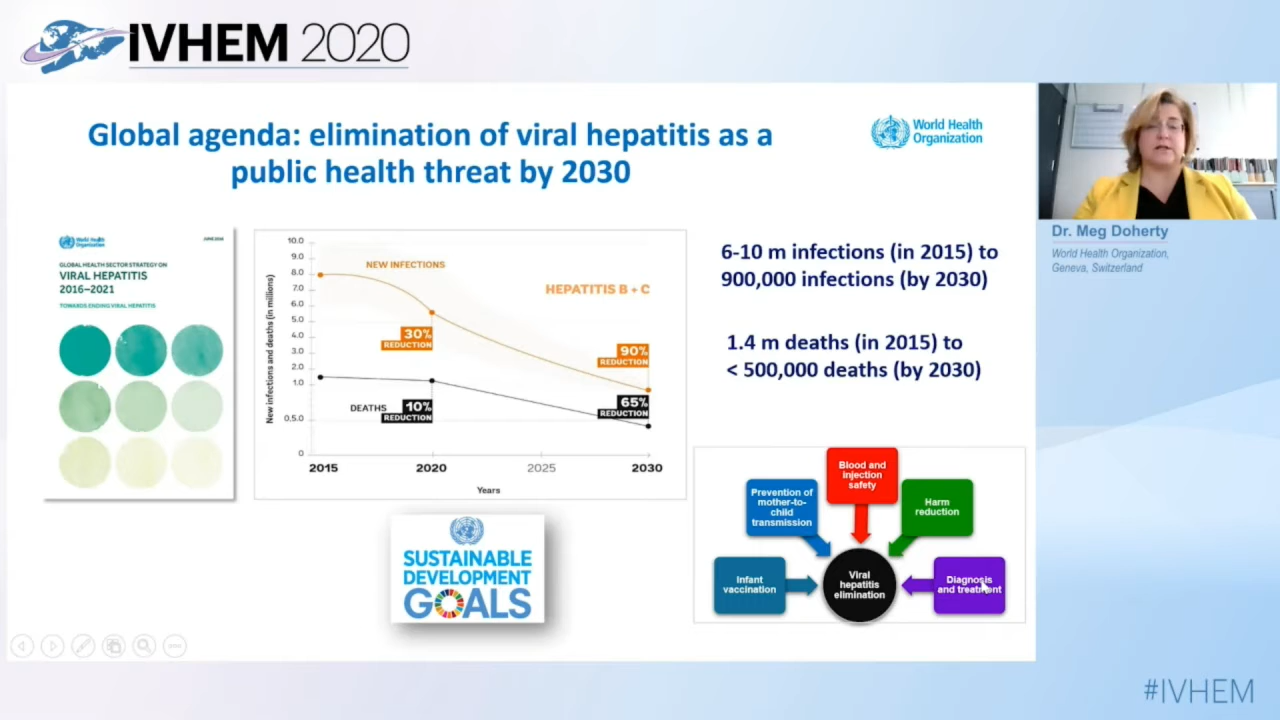 IVHEM 2020
Global agenda: elimination of viral hepatitis as a
public health threat by 2030
World Health
Organization
Dr. Meg Doherty
World Health Organization,
Geneva, Switzerland
World Health
Organization
JUNE 2016
GLOBAL HEALTH SECTOR STRATEGY ON
VIRAL HEPATITIS
2016–2021
TOWARDS ENDING VIRAL HEPATITIS
New infections and deaths (in millions)
10.0
9.0
8.0
7.0
6.0
5.0
4.0
3.0
2.0
1.0
0,5.0
0
NEW INFECTIONS
HEPATITIS B + C
30%
REDUCTION
90%
REDUCTION
DEATHS
10%
REDUCTION
65%
REDUCTION
2015
2020
2025
2030
Years
6-10 m infections (in 2015) to
900,000 infections (by 2030)
1.4 m deaths (in 2015) to
< 500,000 deaths (by 2030)
SUSTAINABLE
DEVELOPMENT
GOALS
Blood and
injection
safety
Prevention of
mother-to-
child
transmission
Harm
reduction
Infant
vaccination
Viral
hepatitis
elimination
Diagnosis
and treatment
#IVHEM